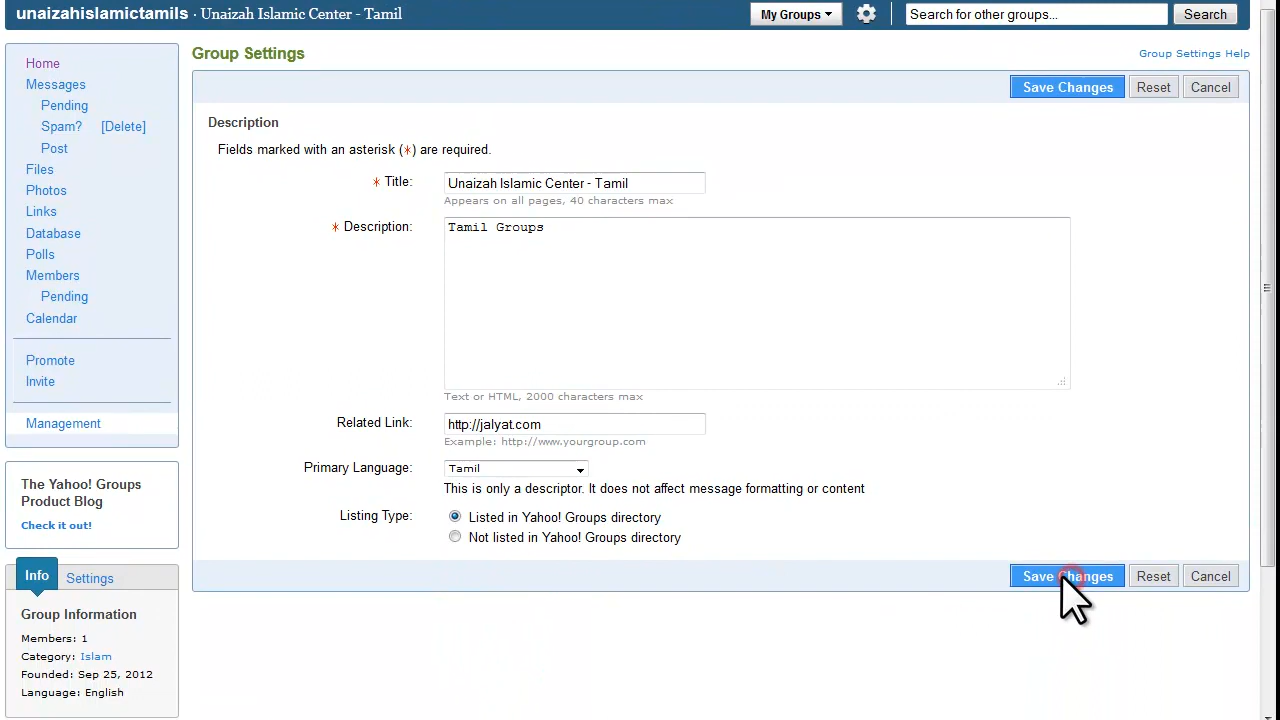 unaizahislamictamils · Unaizah Islamic Center - Tamil
My Groups
Search for other groups...
Search
Home
Messages
Pending
Spam? [Delete]
Post
Files
Photos
Links
Database
Polls
Members
Pending
Calendar
Promote
Invite
Management
The Yahoo! Groups
Product Blog
Check it out!
Info Settings
Group Information
Members: 1
Category: Islam
Founded: Sep 25, 2012
Language: English
Group Settings
Group Settings Help
Save Changes Reset Cancel
Description
Fields marked with an asterisk (*) are required.
* Title: Unaizah Islamic Center - Tamil
Appears on all pages, 40 characters max
* Description: Tamil Groups
Text or HTML, 2000 characters max
Related Link: http://jalyat.com
Example: http://www.yourgroup.com
Primary Language: Tamil
This is only a descriptor. It does not affect message formatting or content
Listing Type: Listed in Yahoo! Groups directory
Not listed in Yahoo! Groups directory
Save Changes Reset Cancel